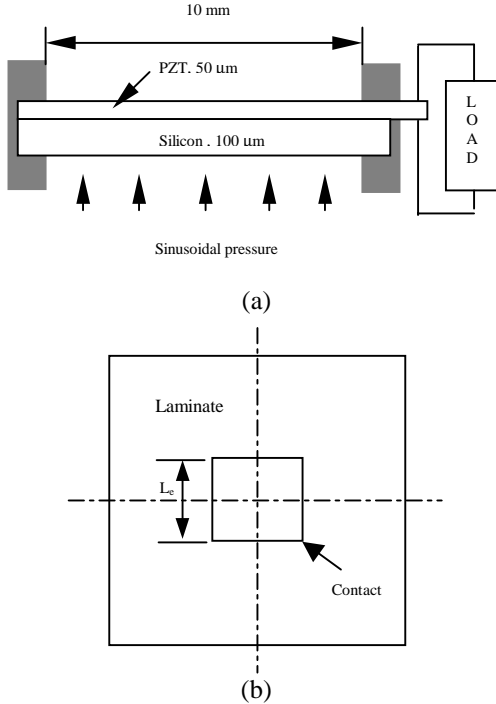 10 mm
PZT. 50 um
L
O
A
D
Silicon . 100 um
Sinusoidal pressure
(a)
Laminate
Le
Contact
(b)